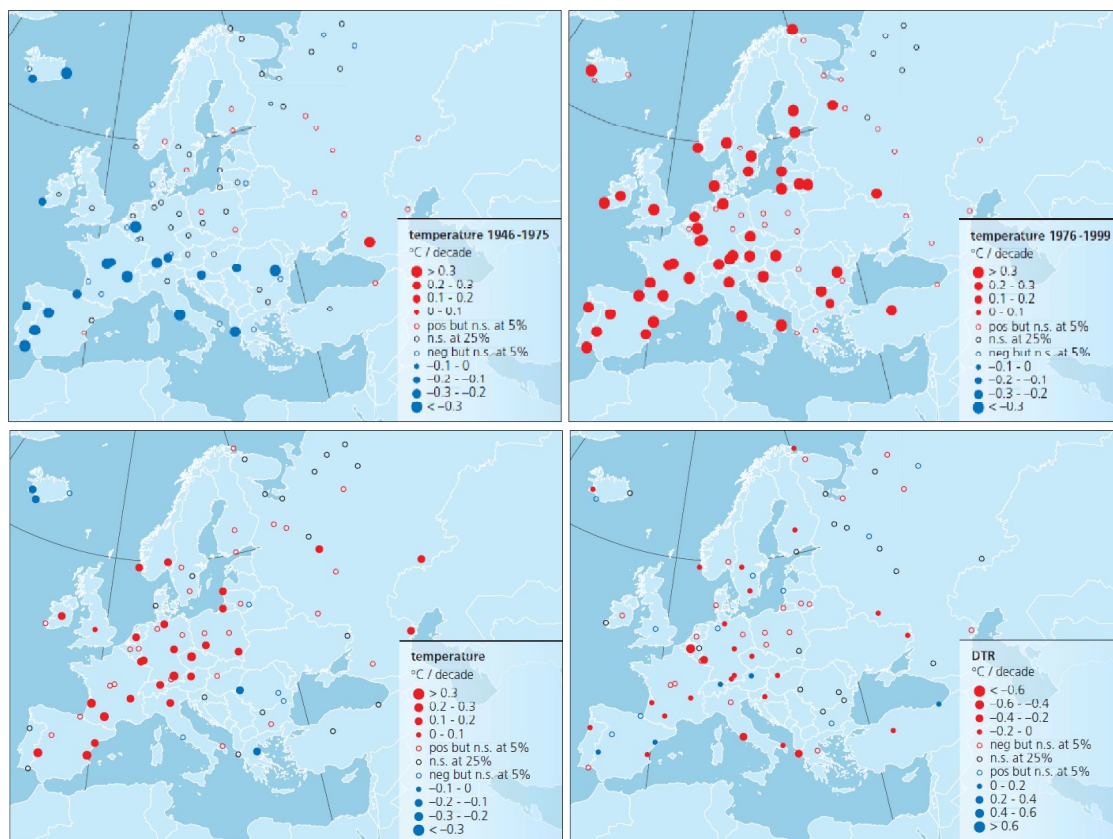 temperature 1946-1975
°C / decade
> 0.3
0.2 - 0.3
0.1 - 0.2
0 - 0.1
pos but n.s. at 5%
n.s. at 25%
neg but n.s. at 5%
−0.1 - 0
−0.2 - −0.1
−0.3 - −0.2
< −0.3
temperature 1976-1999
°C / decade
> 0.3
0.2 - 0.3
0.1 - 0.2
0 - 0.1
pos but n.s. at 5%
n.s. at 25%
neg but n.s. at 5%
−0.1 - 0
−0.2 - −0.1
−0.3 - −0.2
< −0.3
temperature
°C / decade
> 0.3
0.2 - 0.3
0.1 - 0.2
0 - 0.1
pos but n.s. at 5%
n.s. at 25%
neg but n.s. at 5%
−0.1 - 0
−0.2 - −0.1
−0.3 - −0.2
< −0.3
DTR
°C / decade
< −0.6
−0.6 - −0.4
−0.4 - −0.2
−0.2 - 0
neg but n.s. at 5%
n.s. at 25%
pos but n.s. at 5%
0 - 0.2
0.2 - 0.4
0.4 - 0.6
> 0.6